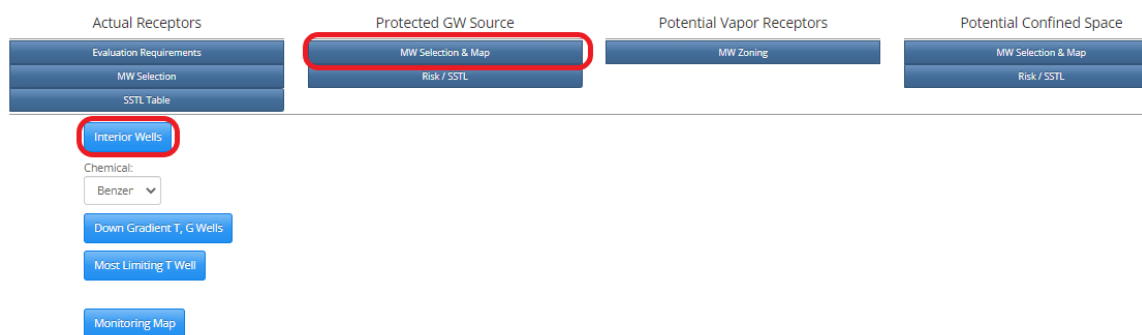 Actual Receptors
Protected GW Source
Potential Vapor Receptors
Potential Confined Space
Evaluation Requirements
MW Selection & Map
MW Zoning
MW Selection & Map
MW Selection
Risk / SSTL
Risk / SSTL
SSTL Table
Interior Wells
Chemical:
Benzer
Down Gradient T, G Wells
Most Limiting T Well
Monitoring Map